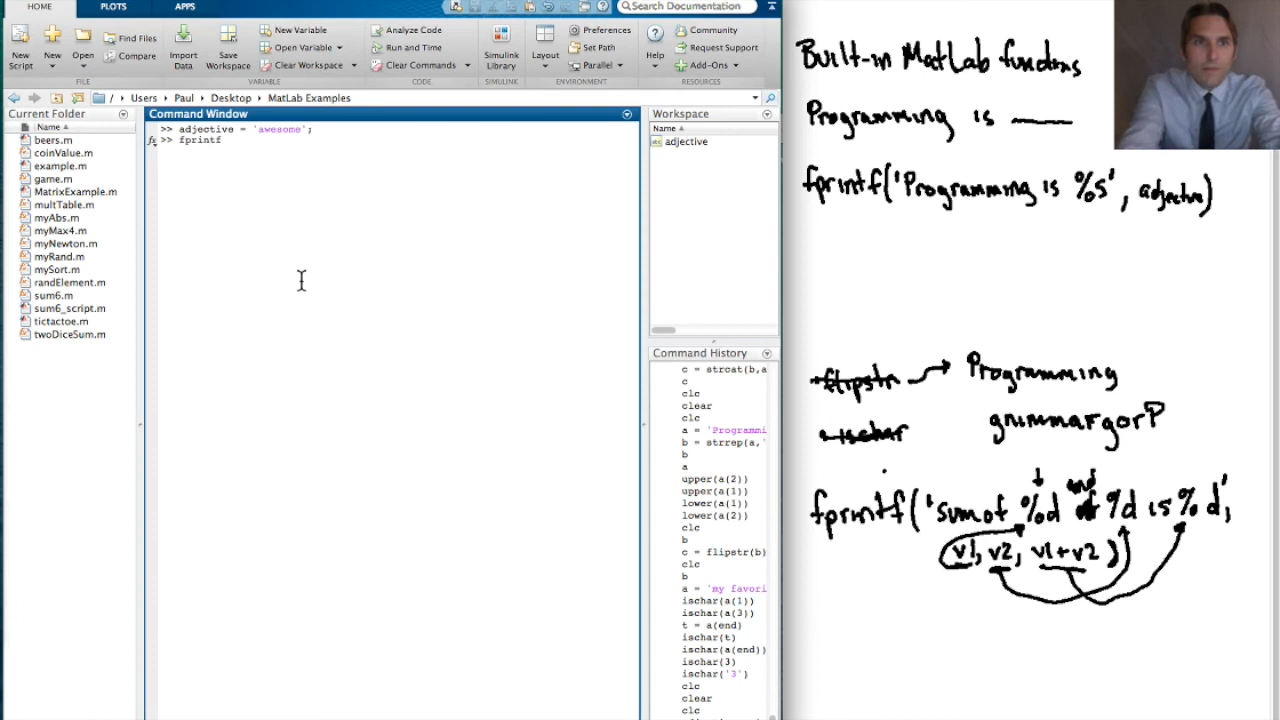 HOME PLOTS APPS
Search Documentation
New Script
New
Open
Find Files
Compare
Import Data
Save Workspace
New Variable
Open Variable
Clear Workspace
Analyze Code
Run and Time
Clear Commands
Simulink Library
Layout
Preferences
Set Path
Parallel
Help
Community
Request Support
Add-Ons
FILE VARIABLE CODE SIMULINK ENVIRONMENT RESOURCES
/ Users Paul Desktop MatLab Examples
Current Folder
Name
beers.m
coinValue.m
example.m
game.m
MatrixExample.m
multTable.m
myAbs.m
myMax4.m
myNewton.m
myRand.m
mySort.m
randElement.m
sum6.m
sum6_script.m
tictactoe.m
twoDiceSum.m
Command Window
>> adjective = 'awesome';
fx >> fprintf
Workspace
Name
adjective
Command History
c = strcat(b,a
c
clc
clear
clc
a = 'Programmi
b = strrep(a,'
b
a
upper(a(2))
upper(a(1))
lower(a(1))
lower(a(2))
clc
b
c = flipstr(b)
clc
b
a = 'my favori
ischar(a(1))
ischar(a(3))
t = a(end)
ischar(t)
ischar(a(end))
ischar(3)
ischar('3')
clc
clear
clc
Built-in MatLab functions
Programming is ____
fprintf('Programming is %s', adjective)
flipstr Programming
ischar gnimmargorP
and
fprintf('Sum of %d %d is %d',
v1, v2, v1+v2)